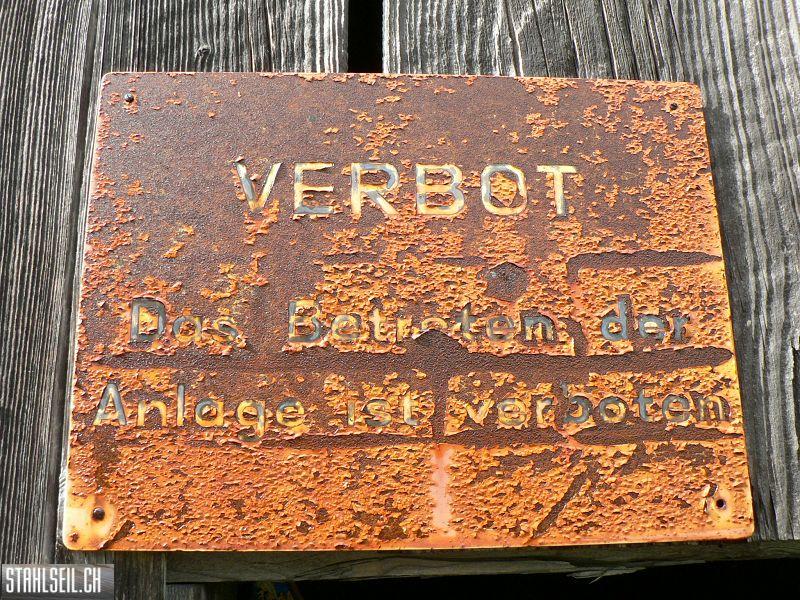 VERBOT
Das Betreten der
Anlage ist verboten
STAHLSEIL.CH